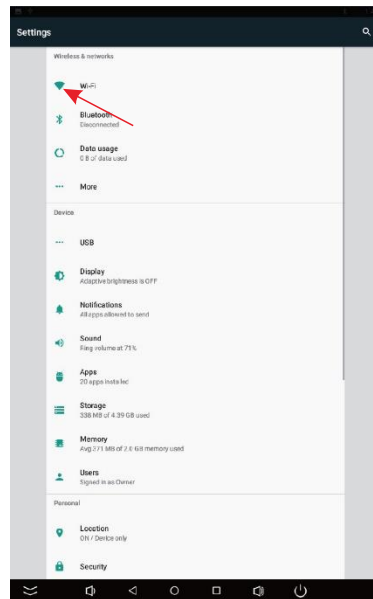 Settings
Wireless & networks
Wi-Fi
Bluetooth
Disconnected
Data usage
0 B of data used
More
Device
USB
Display
Adaptive brightness is OFF
Notifications
All apps allowed to send
Sound
Ring volume at 71%
Apps
20 apps installed
Storage
338 MB of 4.39 GB used
Memory
Avg 271 MB of 2.0 GB memory used
Users
Signed in as Owner
Personal
Location
ON / Device only
Security